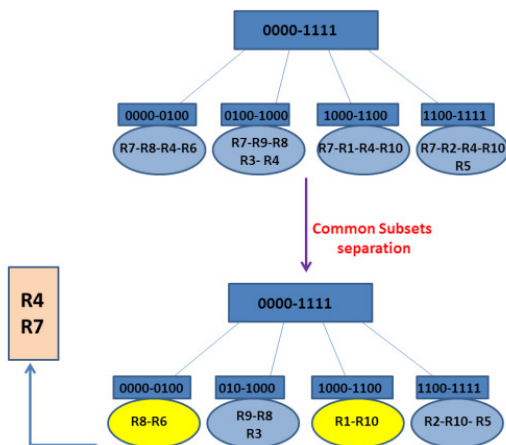 0000-1111
0000-0100
0100-1000
1000-1100
1100-1111
R7-R8-R4-R6
R7-R9-R8
R3- R4
R7-R1-R4-R10
R7-R2-R4-R10
R5
Common Subsets
separation
R4
R7
0000-1111
0000-0100
010-1000
1000-1100
1100-1111
R8-R6
R9-R8
R3
R1-R10
R2-R10- R5